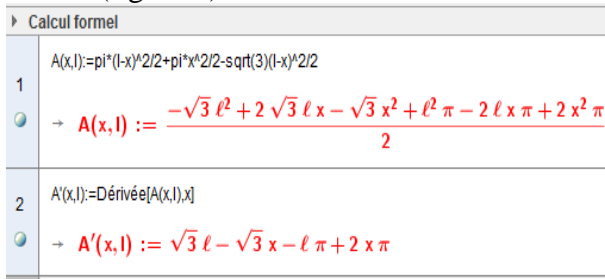 Calcul formel
1
A(x,l):=pi*(l-x)^2/2+pi*x^2/2-sqrt(3)(l-x)^2/2
→ A(x, l) := (-√3 ℓ² + 2 √3 ℓ x - √3 x² + ℓ² π - 2 ℓ x π + 2 x² π) / 2
2
A'(x,l):=Dérivée[A(x,l),x]
→ A′(x, l) := √3 ℓ - √3 x - ℓ π + 2 x π